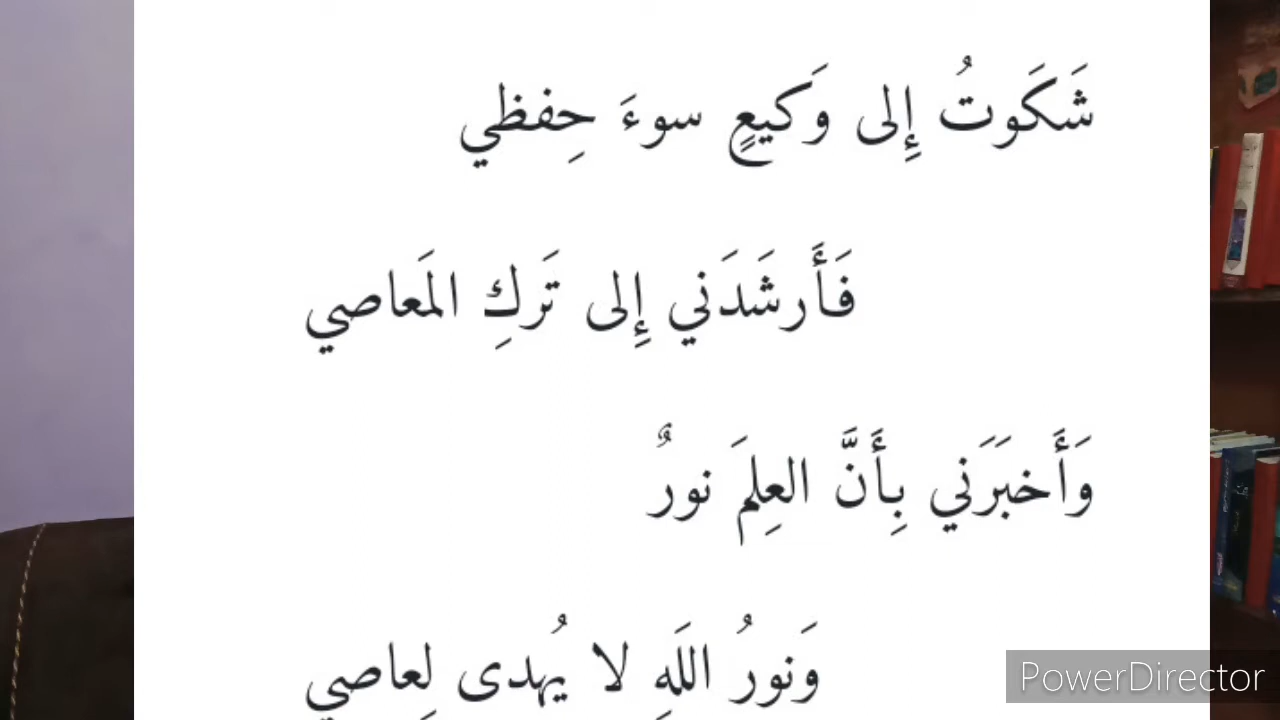 شَكَوتُ إِلى وَكيعٍ سوءَ حِفظي
فَأَرشَدَني إِلى تَركِ المَعاصي
وَأَخبَرَني بِأَنَّ العِلمَ نورٌ
وَنورُ اللَهِ لا يُهدى لِعاصي
PowerDirector